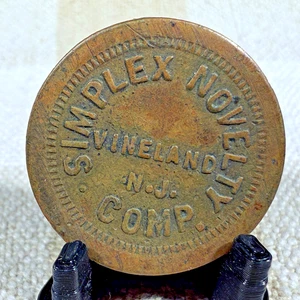 SIMPLEX NOVELTY
VINELAND
N.J.
COMP.